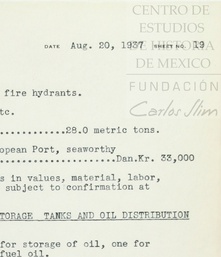 CENTRO DE
ESTUDIOS
DE HISTORIA
DE MEXICO
FUNDACIÓN
Carlos Slim
DATE Aug. 20, 1937 SHEET NO. 19
fire hydrants.
tc.
.............28.0 metric tons.
opean Port, seaworthy
......................Dan.Kr. 33,000
s in values, material, labor,
subject to confirmation at
TORAGE TANKS AND OIL DISTRIBUTION
for storage of oil, one for
fuel oil.